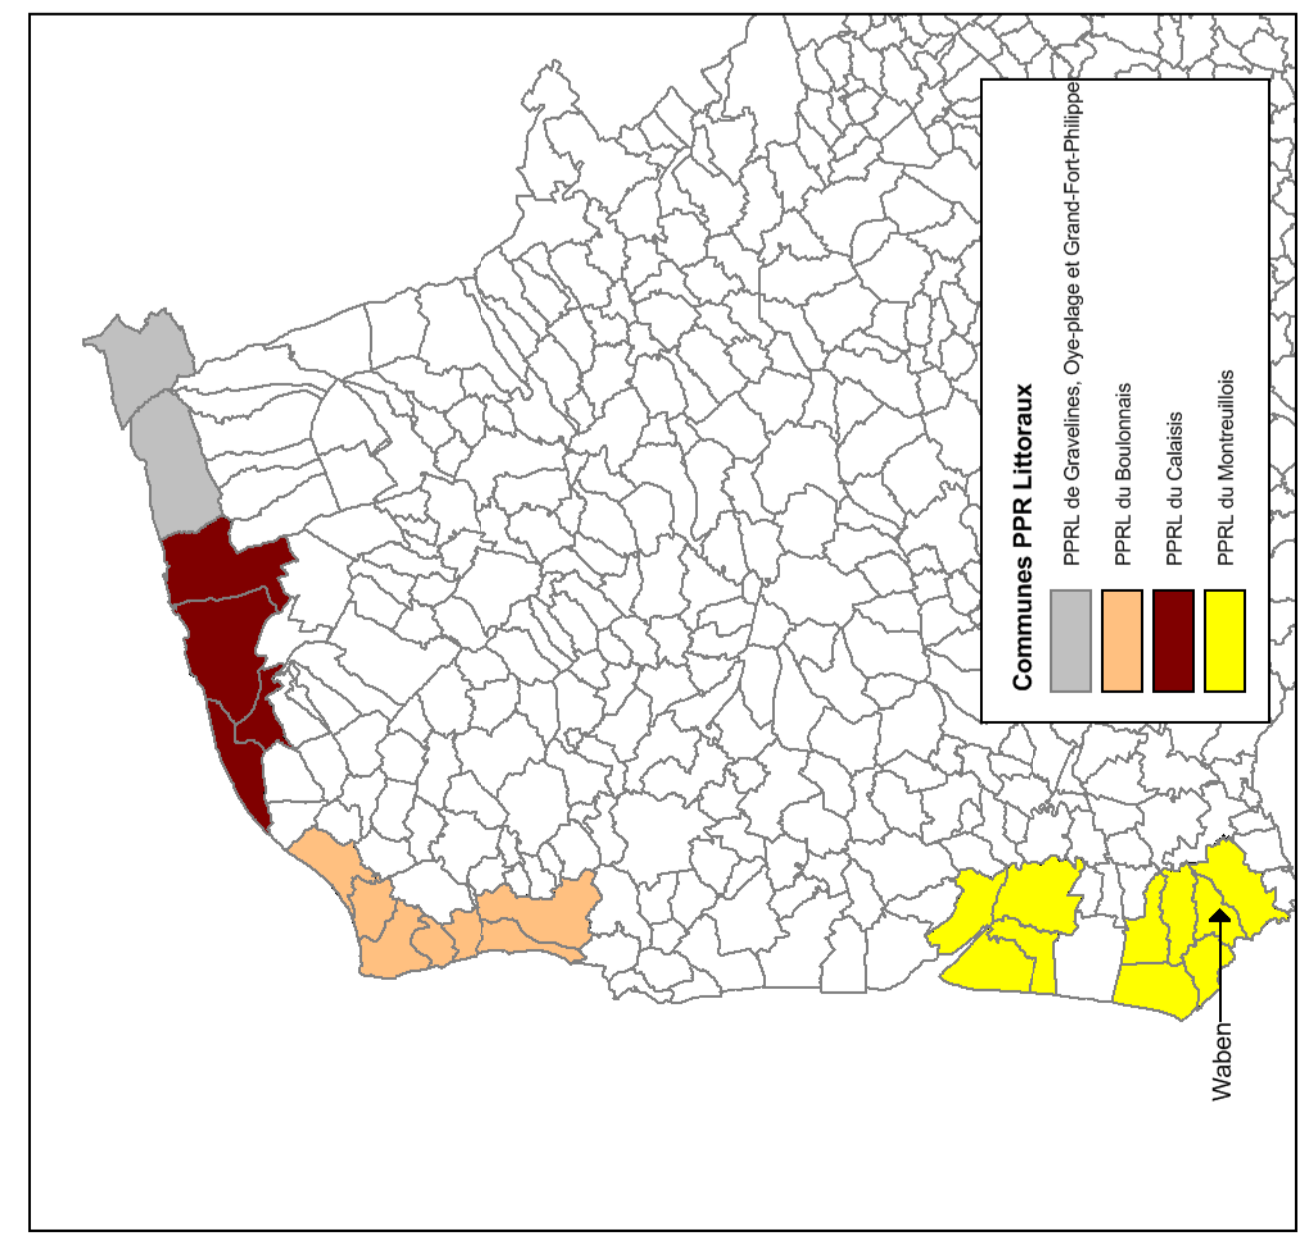 Communes PPR Littoraux
PPRL de Gravelines, Oye-plage et Grand-Fort-Philippe
PPRL du Boulonnais
PPRL du Calaisis
PPRL du Montreuillois
Waben